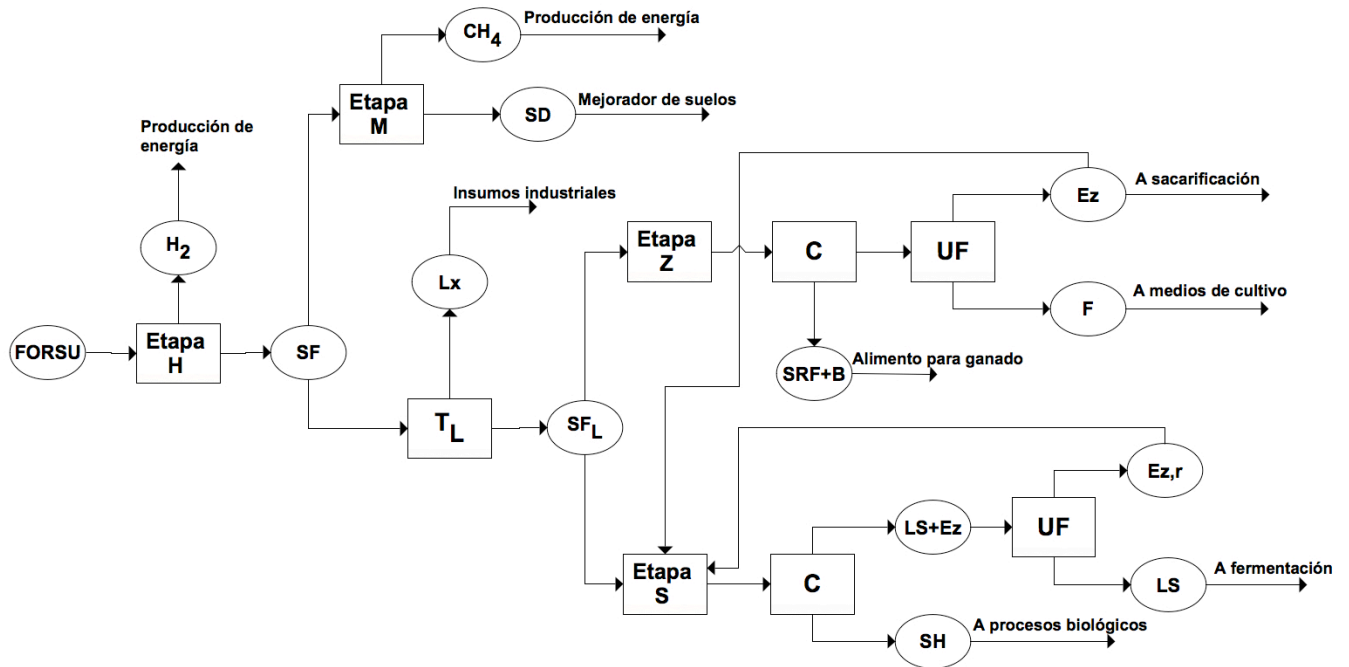 CH4
Producción de energía
Etapa
M
SD
Mejorador de suelos
Producción de
energía
H2
FORSU
Etapa
H
SF
Insumos industriales
Lx
TL
SFL
Etapa
Z
C
UF
Ez
A sacarificación
F
A medios de cultivo
SRF+B
Alimento para ganado
Etapa
S
C
LS+Ez
UF
Ez,r
LS
A fermentación
SH
A procesos biológicos